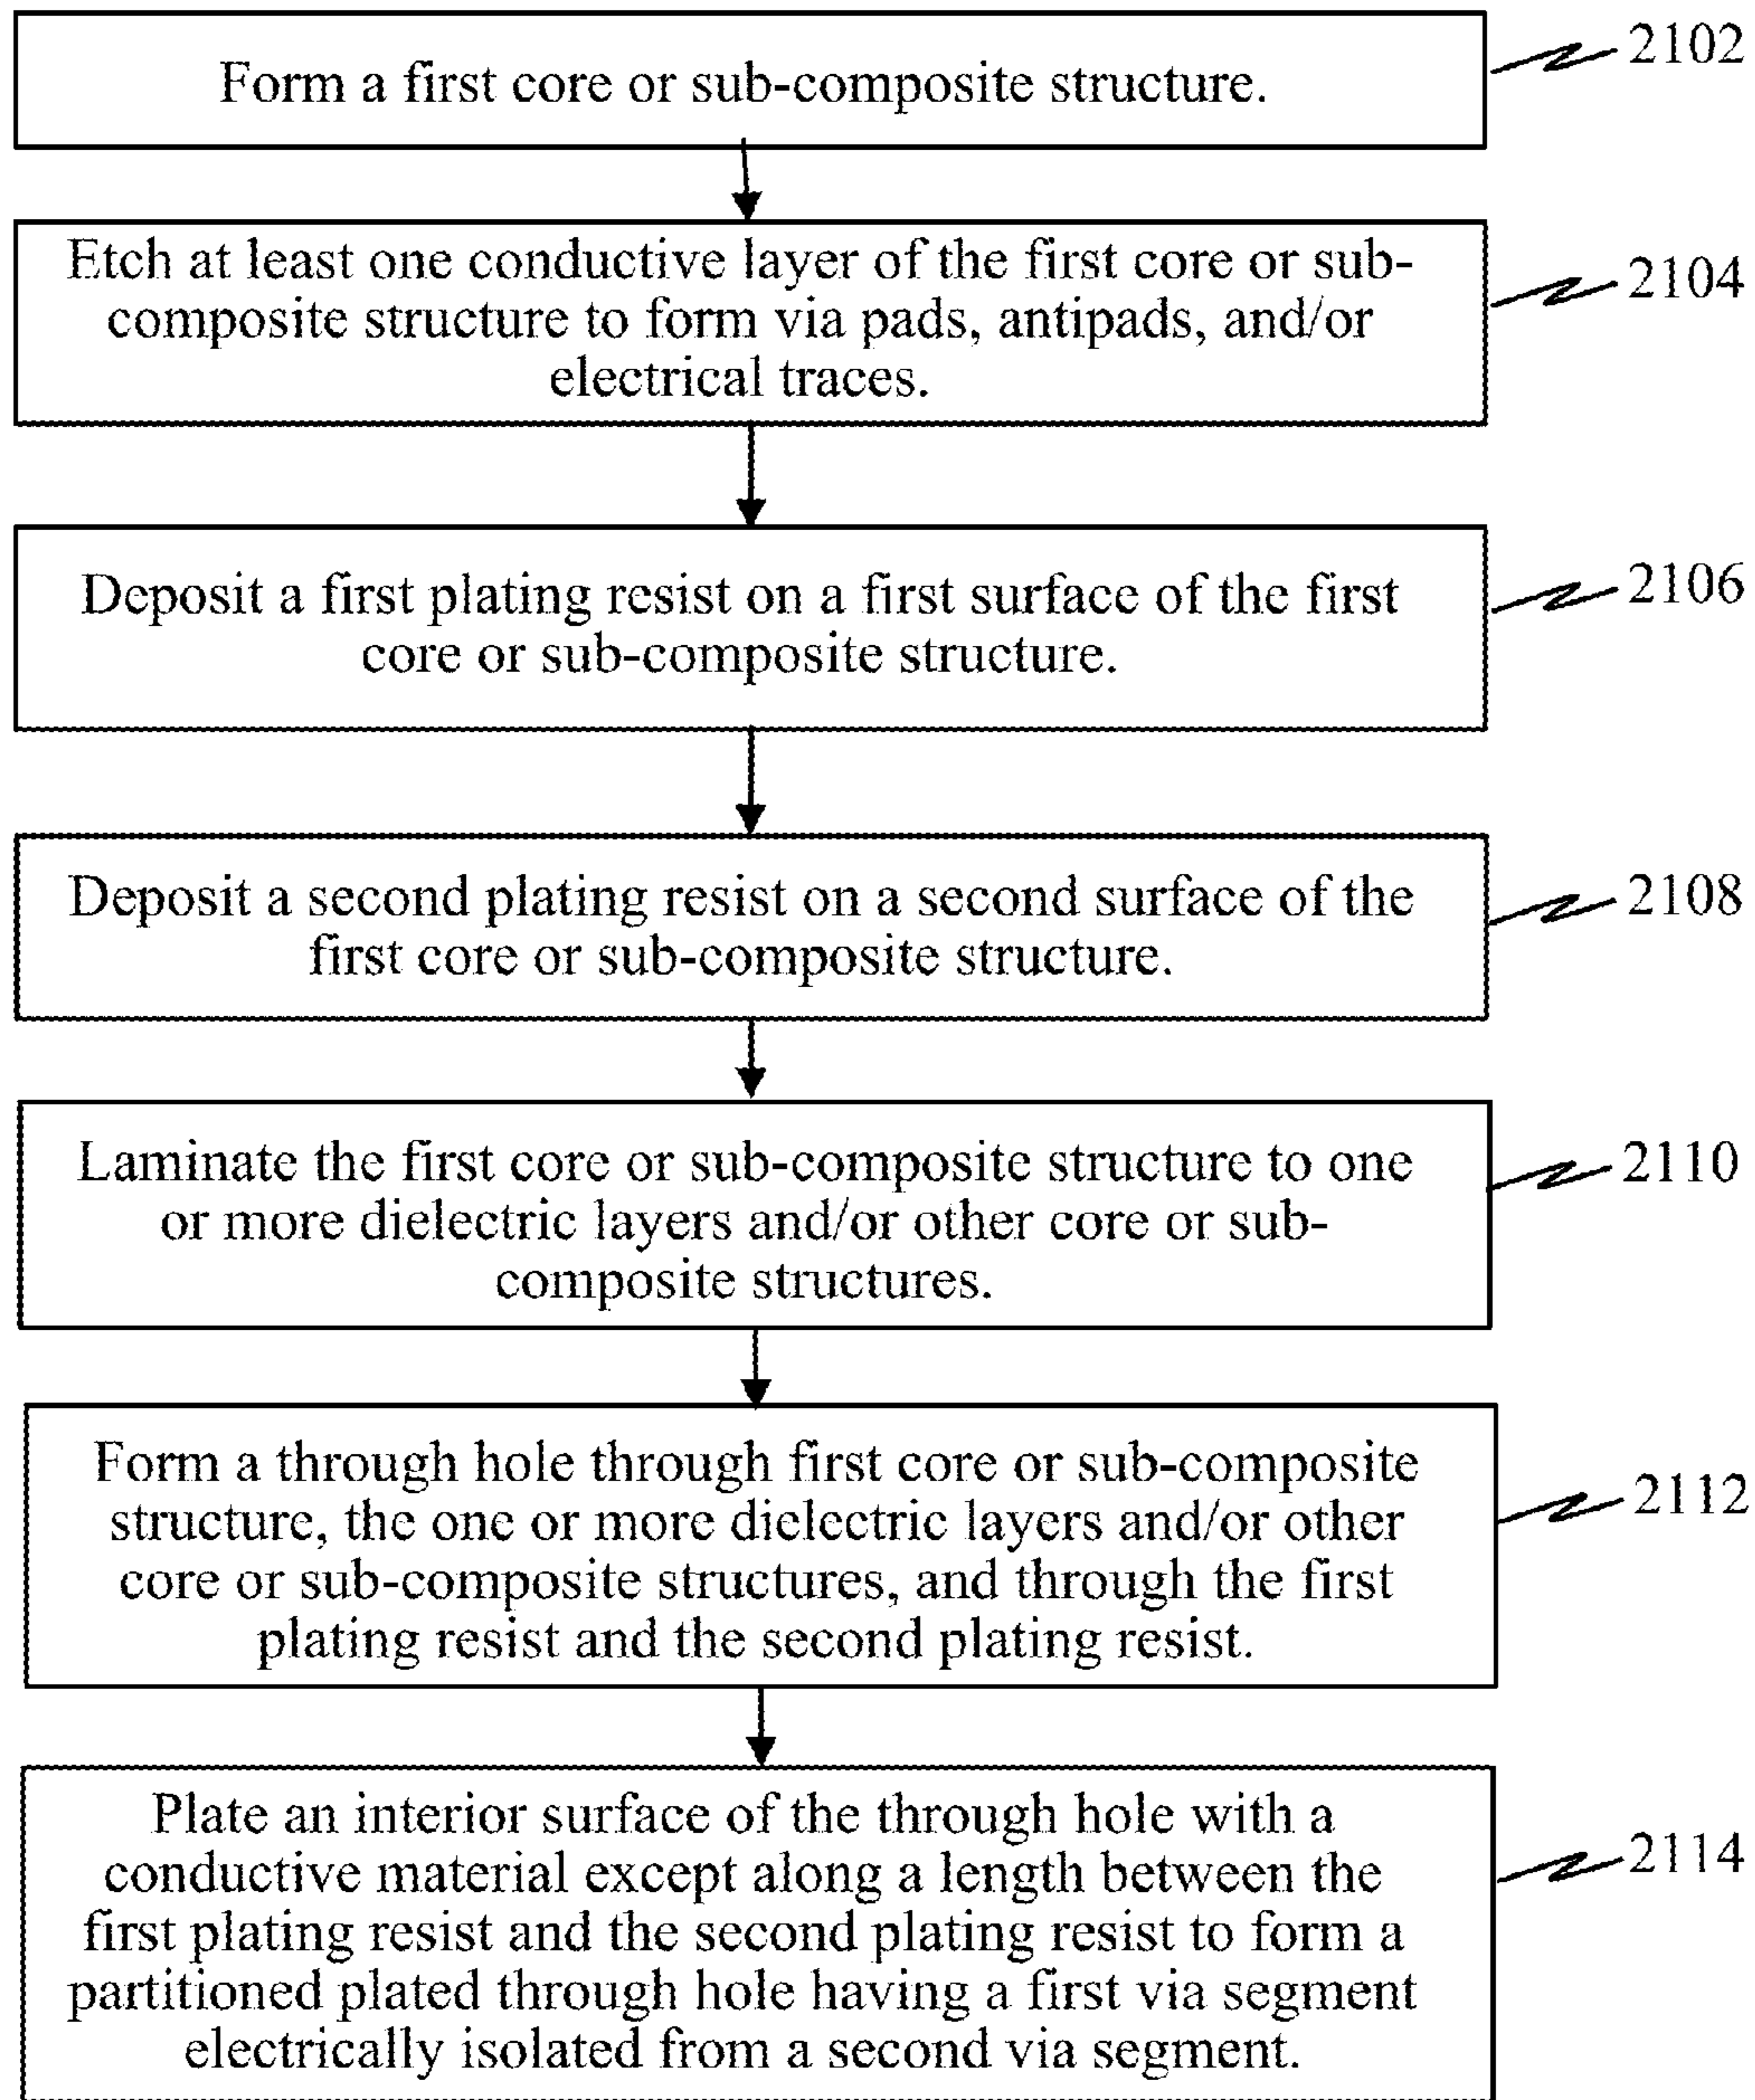 Form a first core or sub-composite structure.
2102
Etch at least one conductive layer of the first core or sub-
composite structure to form via pads, antipads, and/or
electrical traces.
2104
Deposit a first plating resist on a first surface of the first
core or sub-composite structure.
2106
Deposit a second plating resist on a second surface of the
first core or sub-composite structure.
2108
Laminate the first core or sub-composite structure to one
or more dielectric layers and/or other core or sub-
composite structures.
2110
Form a through hole through first core or sub-composite
structure, the one or more dielectric layers and/or other
core or sub-composite structures, and through the first
plating resist and the second plating resist.
2112
Plate an interior surface of the through hole with a
conductive material except along a length between the
first plating resist and the second plating resist to form a
partitioned plated through hole having a first via segment
electrically isolated from a second via segment.
2114